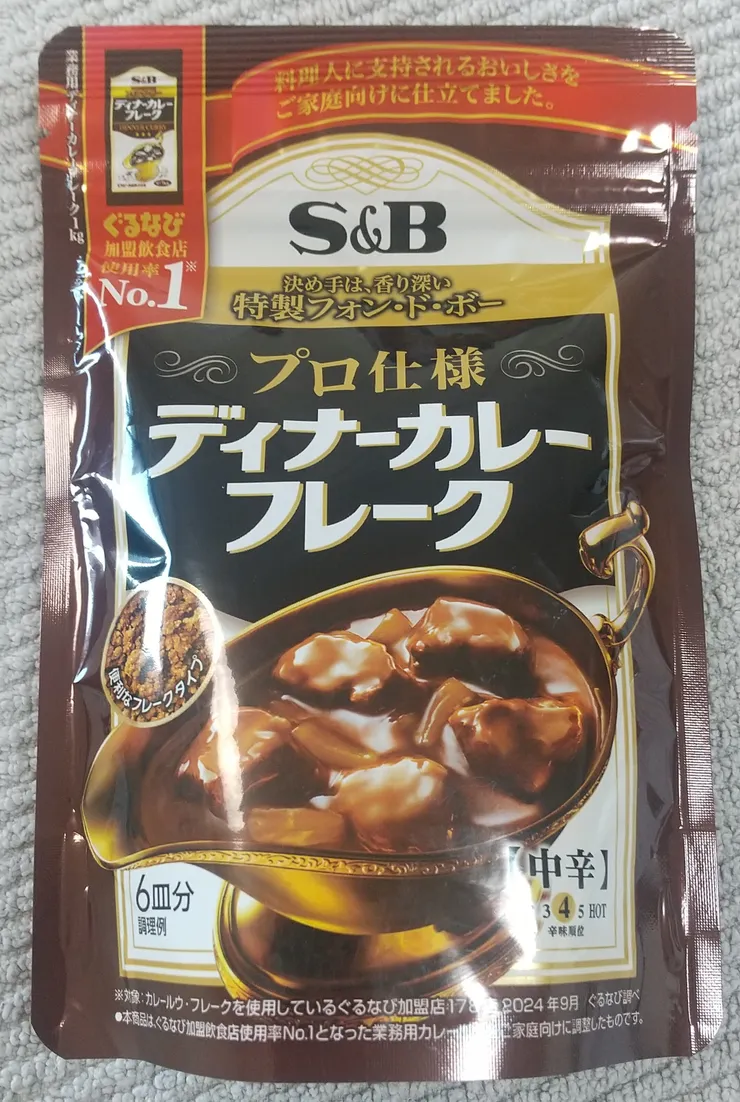 料理人に支持されるおいしさを
ご家庭向けに仕立てました。
S&B
ディナーカレー
フレーク
ぐるなび
加盟飲食店
使用率
No.1※
S&B
決め手は、香り深い
特製フォン・ド・ボー
プロ仕様
ディナーカレー
フレーク
便利なフレークタイプ
6皿分
調理例
【中辛】
3 4 5 HOT
辛味順位
※対象:カレールウ・フレークを使用しているぐるなび加盟店178 2024年9月 ぐるなび調べ
●本商品は、ぐるなび加盟飲食店使用率No.1となった業務用カレー ご家庭向けに調整したものです。